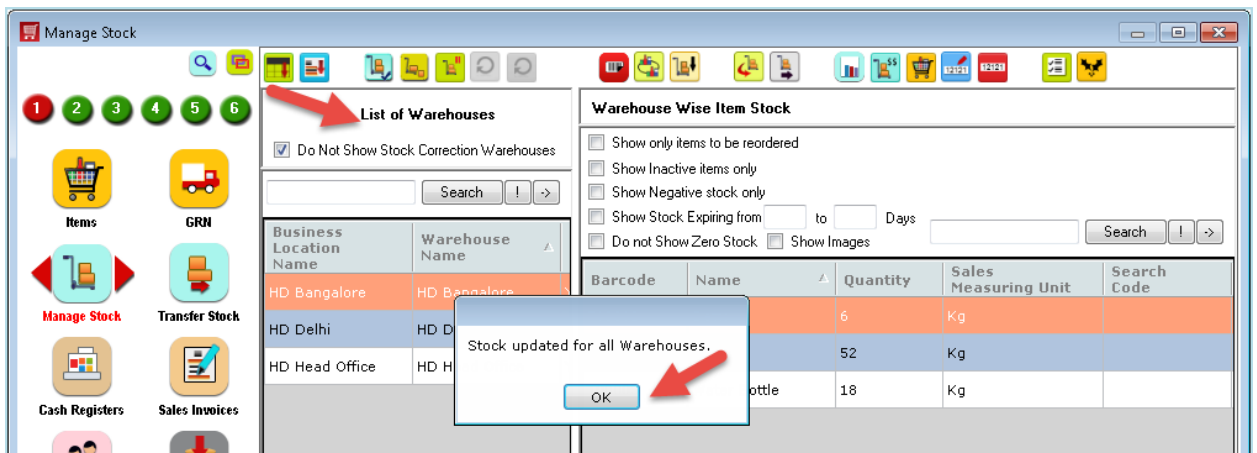 Manage Stock
1 2 3 4 5 6
Items
GRN
Manage Stock
Transfer Stock
Cash Registers
Sales Invoices
List of Warehouses
Do Not Show Stock Correction Warehouses
Search ! ->
Business Location Name
Warehouse Name
HD Bangalore HD Bangalore
HD Delhi HD D
HD Head Office HD H
Warehouse Wise Item Stock
Show only items to be reordered
Show Inactive items only
Show Negative stock only
Show Stock Expiring from to Days
Do not Show Zero Stock Show Images
Search ! ->
Barcode Name Quantity Sales Measuring Unit Search Code
6 Kg
52 Kg
ottle 18 Kg
Stock updated for all Warehouses.
OK